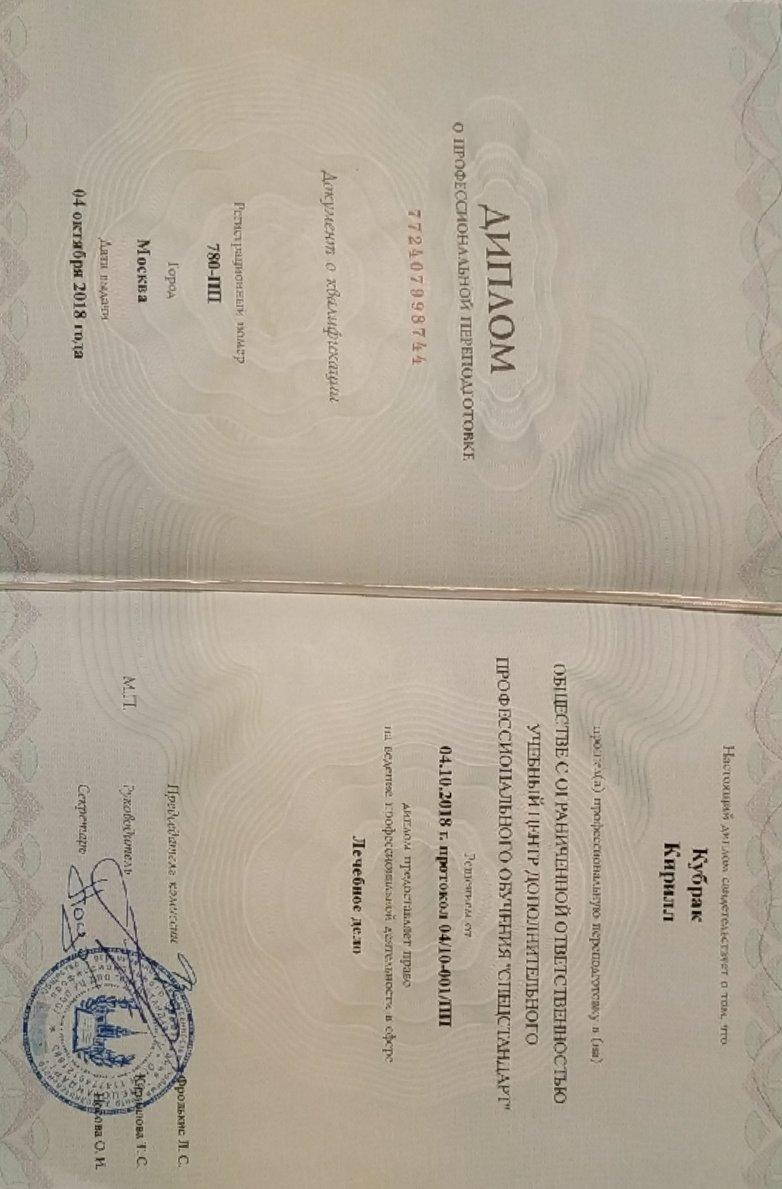 ДИПЛОМ
О ПРОФЕССИОНАЛЬНОЙ ПЕРЕПОДГОТОВКЕ
772407998744
Документ о квалификации
Регистрационный номер
780-ПП
Город
Москва
Дата выдачи
04 октября 2018 года
Настоящий диплом свидетельствует о том, что
Кубрак
Кирилл
прошел(а) профессиональную переподготовку в (на)
ОБЩЕСТВЕ С ОГРАНИЧЕННОЙ ОТВЕТСТВЕННОСТЬЮ
УЧЕБНЫЙ ЦЕНТР ДОПОЛНИТЕЛЬНОГО
ПРОФЕССИОНАЛЬНОГО ОБУЧЕНИЯ "СПЕЦСТАНДАРТ"
Решением от
04.10.2018 г. протокол 04/10-001/ПП
диплом предоставляет право
на ведение профессиональной деятельности в сфере
Лечебное дело
Председатель комиссии Фролькис Л. С.
М.П. Руководитель Т. С.
Секретарь Носова О. И.